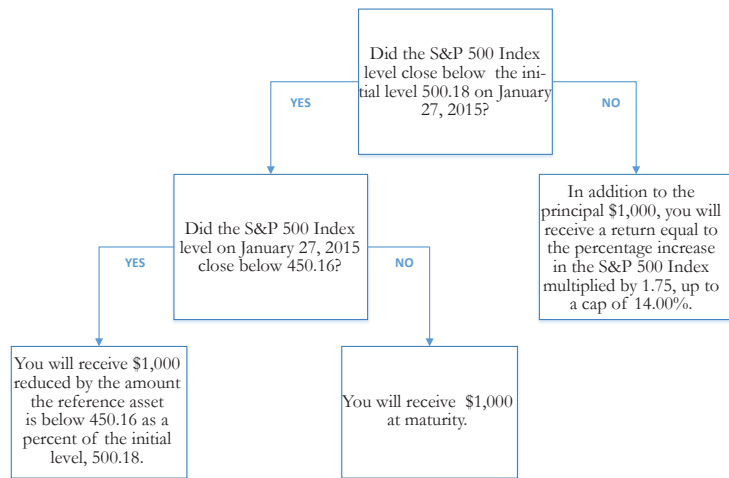 Did the S&P 500 Index
level close below the ini-
tial level 500.18 on January
27, 2015?
YES
NO
Did the S&P 500 Index
level on January 27, 2015
close below 450.16?
In addition to the
principal $1,000, you will
receive a return equal to
the percentage increase
in the S&P 500 Index
multiplied by 1.75, up to
a cap of 14.00%.
YES
NO
You will receive $1,000
reduced by the amount
the reference asset
is below 450.16 as a
percent of the initial
level, 500.18.
You will receive $1,000
at maturity.